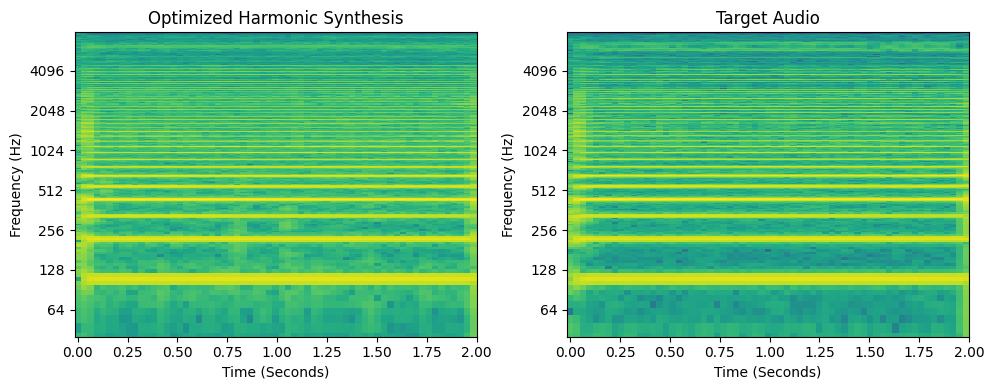 Optimized Harmonic Synthesis
Frequency (Hz)
4096
2048
1024
512
256
128
64
0.00 0.25 0.50 0.75 1.00 1.25 1.50 1.75 2.00
Time (Seconds)
Target Audio
Frequency (Hz)
4096
2048
1024
512
256
128
64
0.00 0.25 0.50 0.75 1.00 1.25 1.50 1.75 2.00
Time (Seconds)